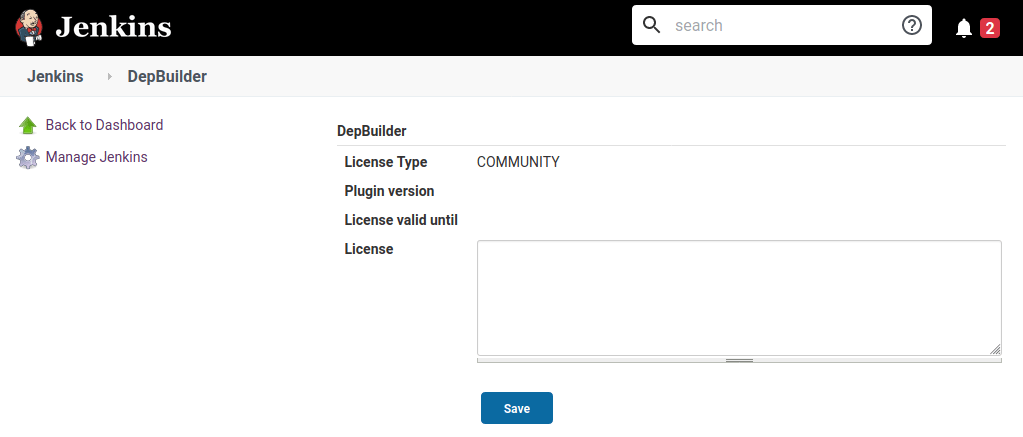 Jenkins
search
2
Jenkins DepBuilder
Back to Dashboard
Manage Jenkins
DepBuilder
License Type COMMUNITY
Plugin version
License valid until
License
Save